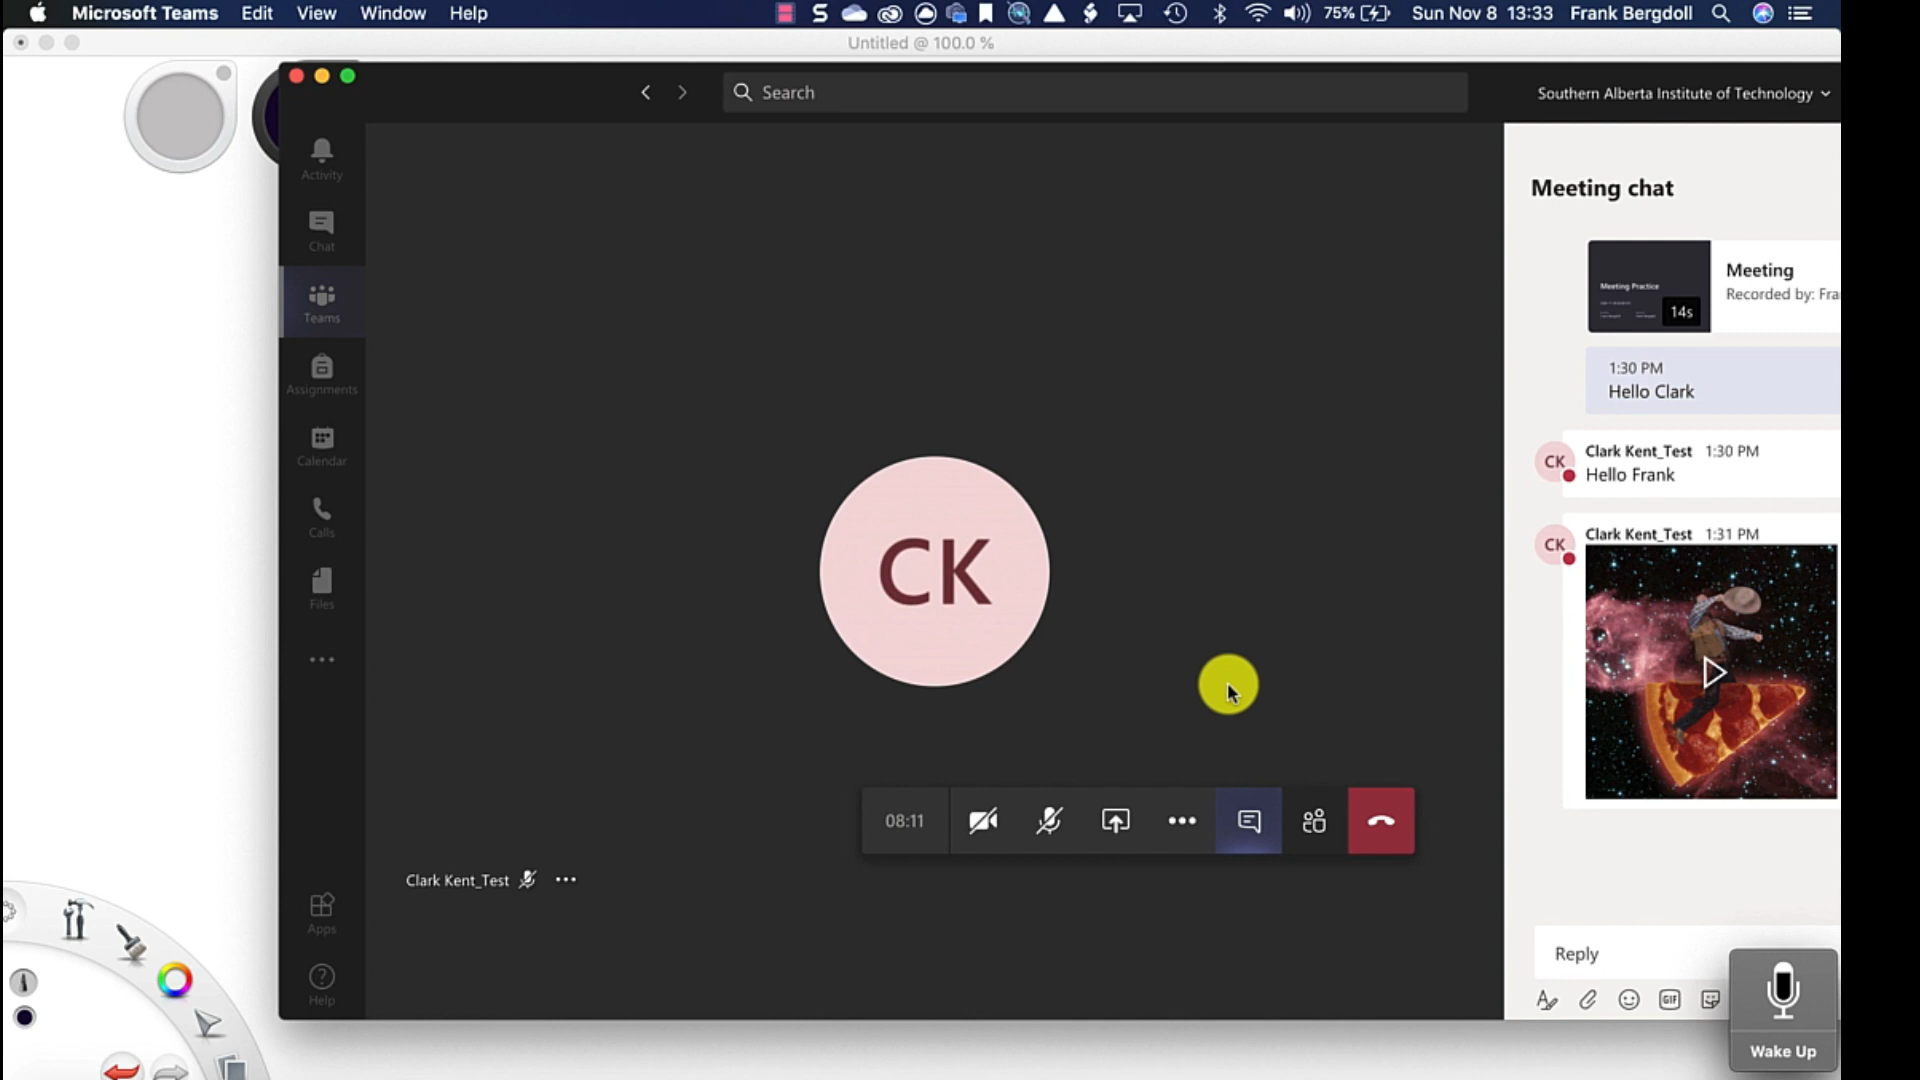 Microsoft Teams Edit View Window Help
75% Sun Nov 8 13:33 Frank Bergdoll
Untitled @ 100.0 %
Search
Southern Alberta Institute of Technology
Activity
Chat
Teams
Assignments
Calendar
Calls
Files
Apps
Help
CK
08:11
Clark Kent_Test
Meeting chat
Meeting Practice
14s
Meeting
Recorded by: Fra
1:30 PM
Hello Clark
CK
Clark Kent_Test 1:30 PM
Hello Frank
CK
Clark Kent_Test 1:31 PM
Reply
GIF
Wake Up